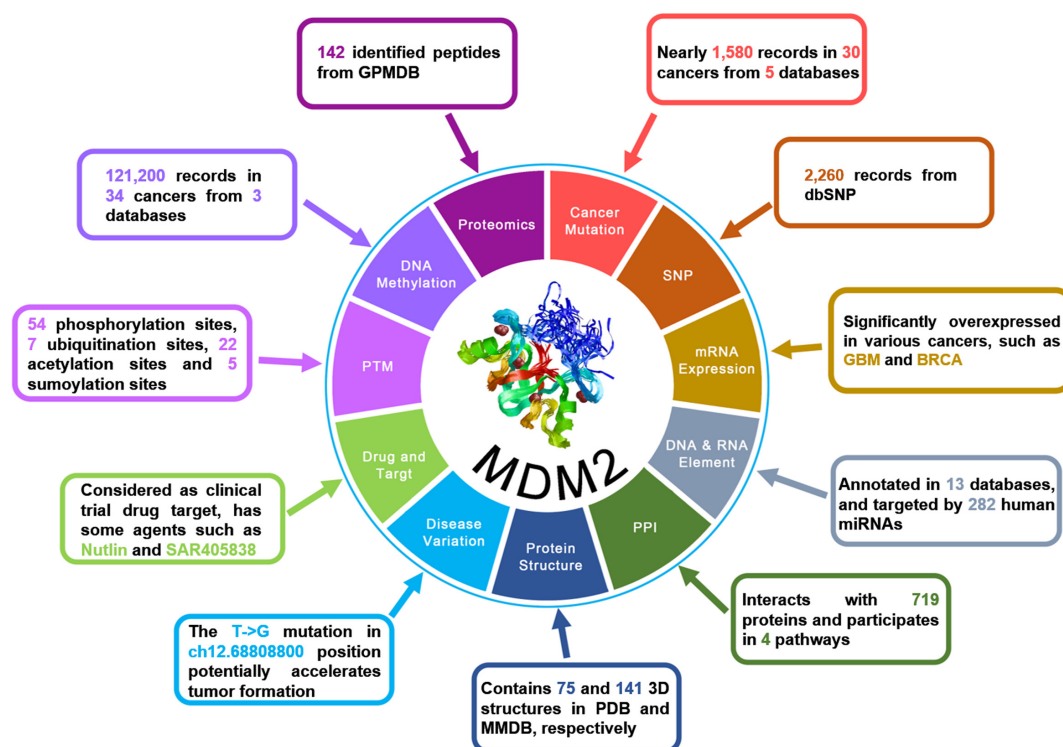 142 identified peptides
from GPMDB
Nearly 1,580 records in 30
cancers from 5 databases
121,200 records in
34 cancers from 3
databases
2,260 records from
dbSNP
Proteomics
Cancer
Mutation
DNA
Methylation
SNP
54 phosphorylation sites,
7 ubiquitination sites, 22
acetylation sites and 5
sumoylation sites
PTM
mRNA
Expression
Significantly overexpressed
in various cancers, such as
GBM and BRCA
Drug and
Targt
MDM2
DNA & RNA
Element
Considered as clinical
trial drug target, has
some agents such as
Nutlin and SAR405838
Disease
Variation
Protein
Structure
PPI
Annotated in 13 databases,
and targeted by 282 human
miRNAs
The T->G mutation in
ch12.68808800 position
potentially accelerates
tumor formation
Contains 75 and 141 3D
structures in PDB and
MMDB, respectively
Interacts with 719
proteins and participates
in 4 pathways